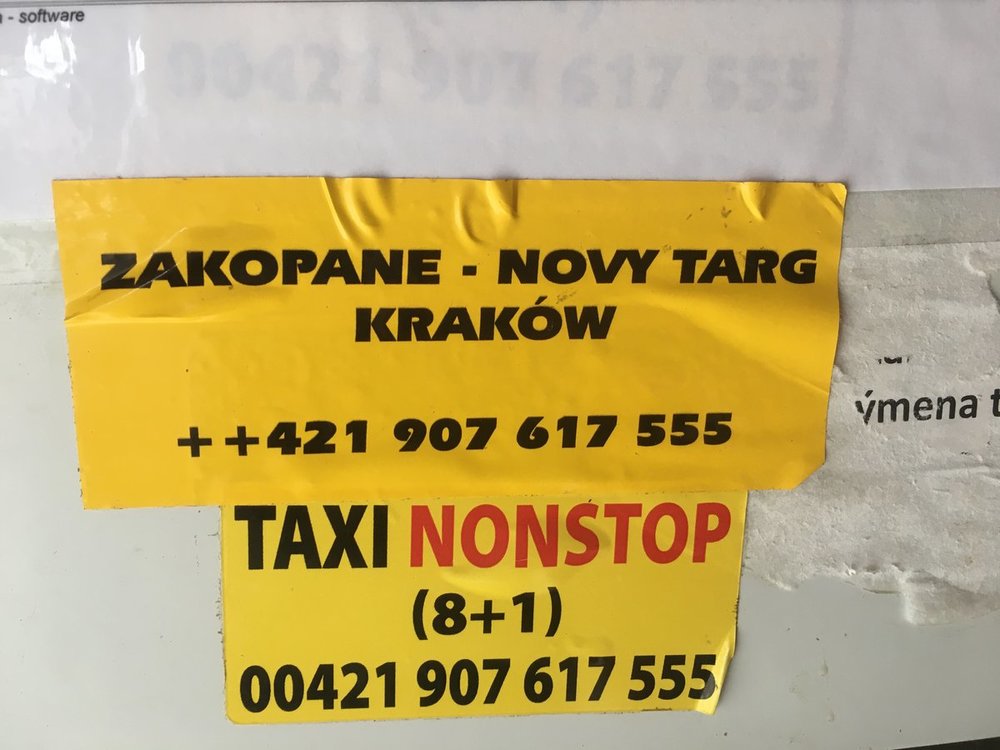 - software
00421 907 617 555
ZAKOPANE - NOVY TARG
KRAKÓW
++421 907 617 555
ýmena t
TAXI NONSTOP
(8+1)
00421 907 617 555